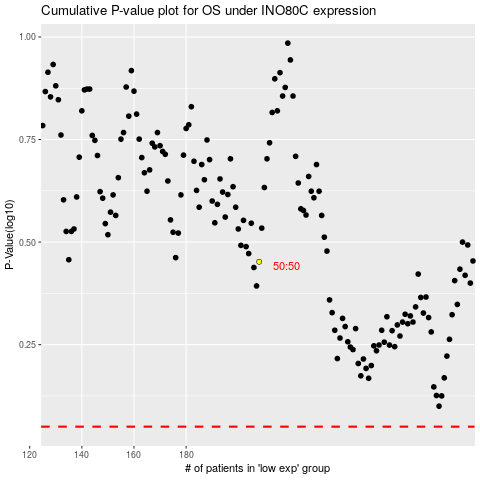 Cumulative P-value plot for OS under INO80C expression
1.00
0.75
0.50
0.25
P-Value(log10)
50:50
120 140 160 180
# of patients in 'low exp' group